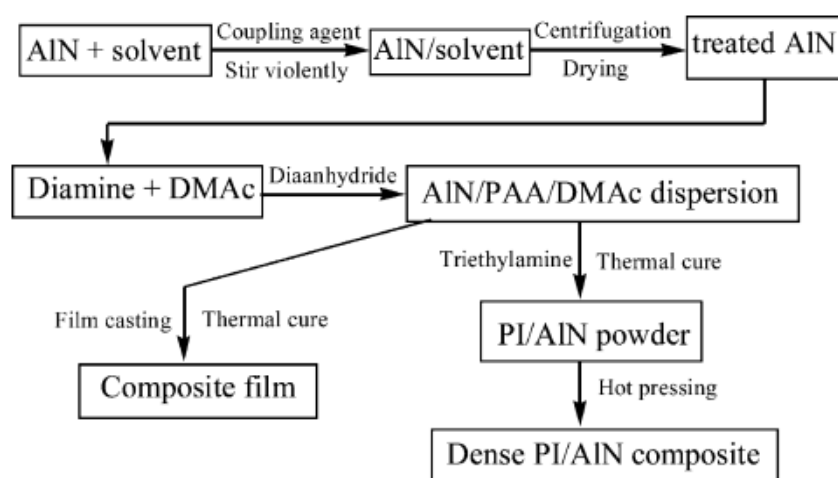 AlN + solvent
Coupling agent
Stir violently
AlN/solvent
Centrifugation
Drying
treated AlN
Diamine + DMAc
Diaanhydride
AlN/PAA/DMAc dispersion
Film casting
Thermal cure
Triethylamine
Thermal cure
Composite film
PI/AlN powder
Hot pressing
Dense PI/AlN composite